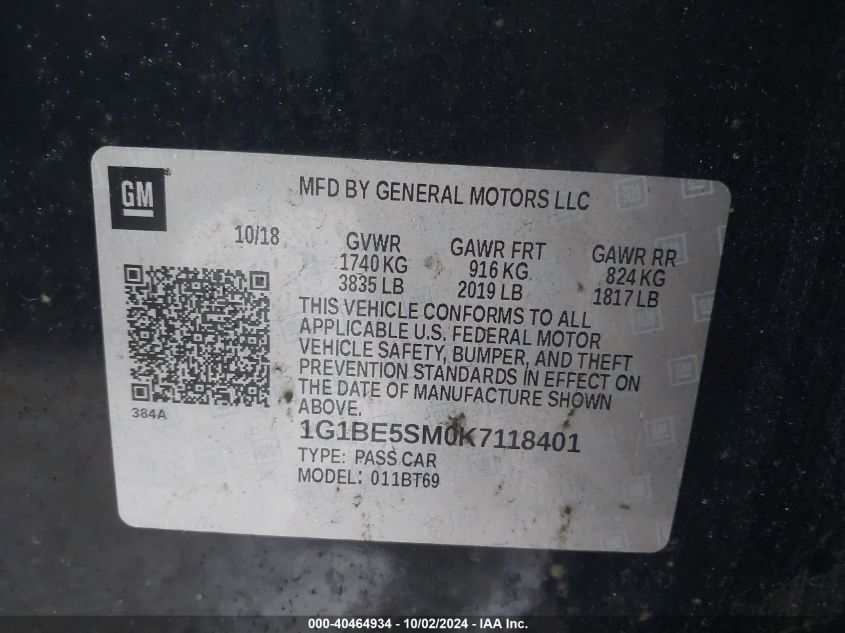 GM
MFD BY GENERAL MOTORS LLC
10/18 GVWR GAWR FRT GAWR RR
1740 KG 916 KG 824 KG
3835 LB 2019 LB 1817 LB
THIS VEHICLE CONFORMS TO ALL
APPLICABLE U.S. FEDERAL MOTOR
VEHICLE SAFETY, BUMPER, AND THEFT
PREVENTION STANDARDS IN EFFECT ON
THE DATE OF MANUFACTURE SHOWN
ABOVE.
384A
1G1BE5SM0K7118401
TYPE: PASS CAR
MODEL: 011BT69
000-40464934 - 10/02/2024 - IAA Inc.